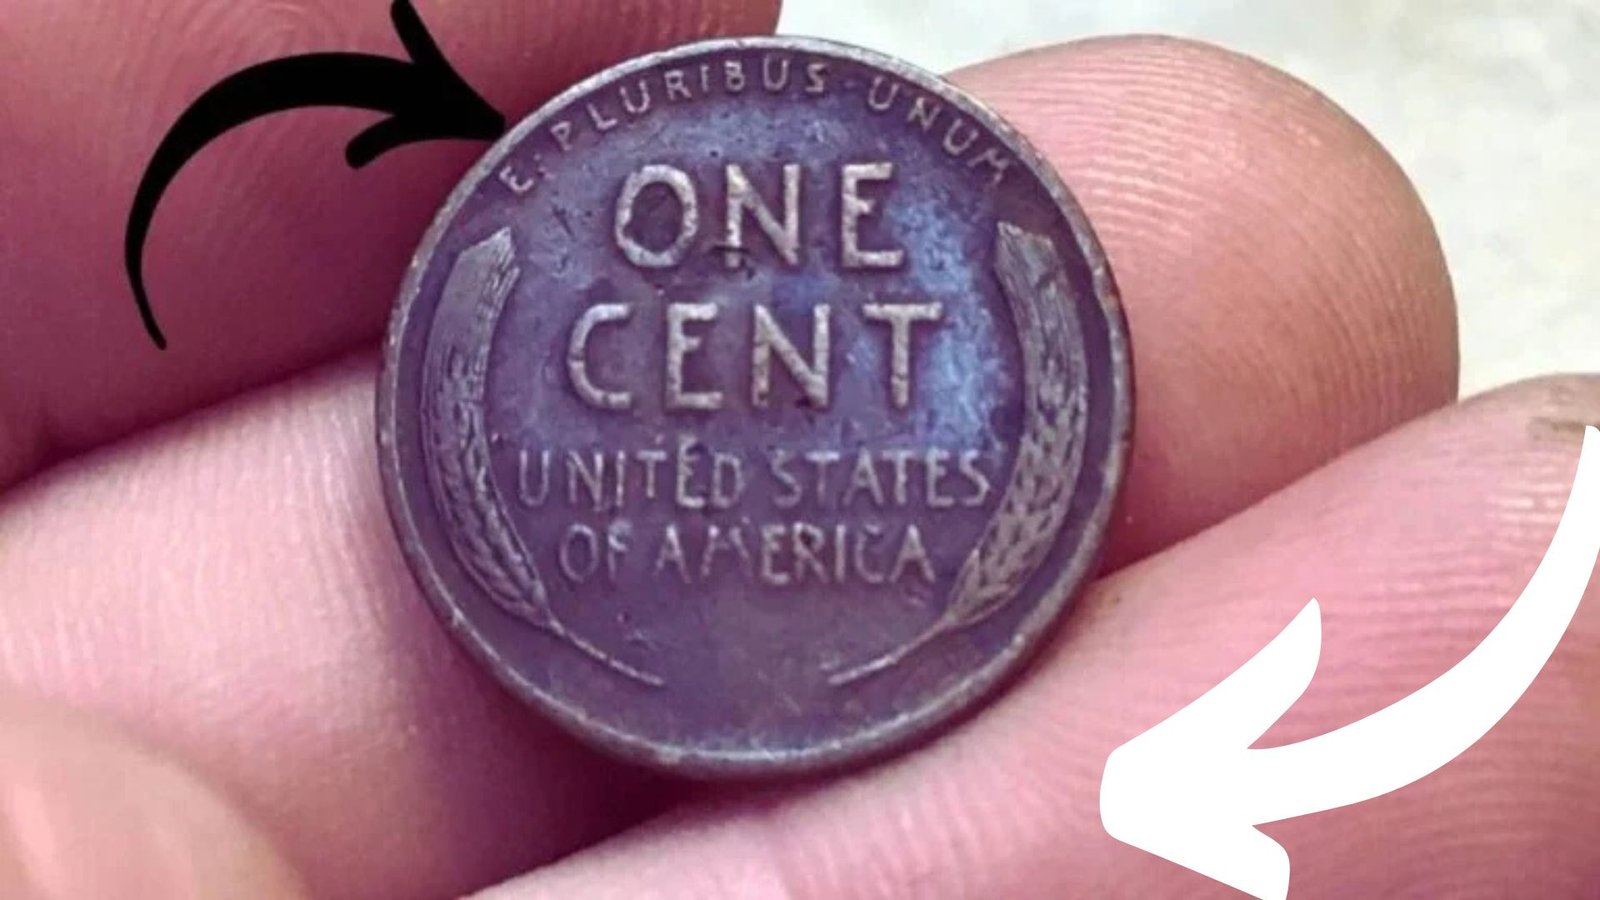 E · PLURIBUS · UNUM
ONE
CENT
UNITED STATES
OF AMERICA